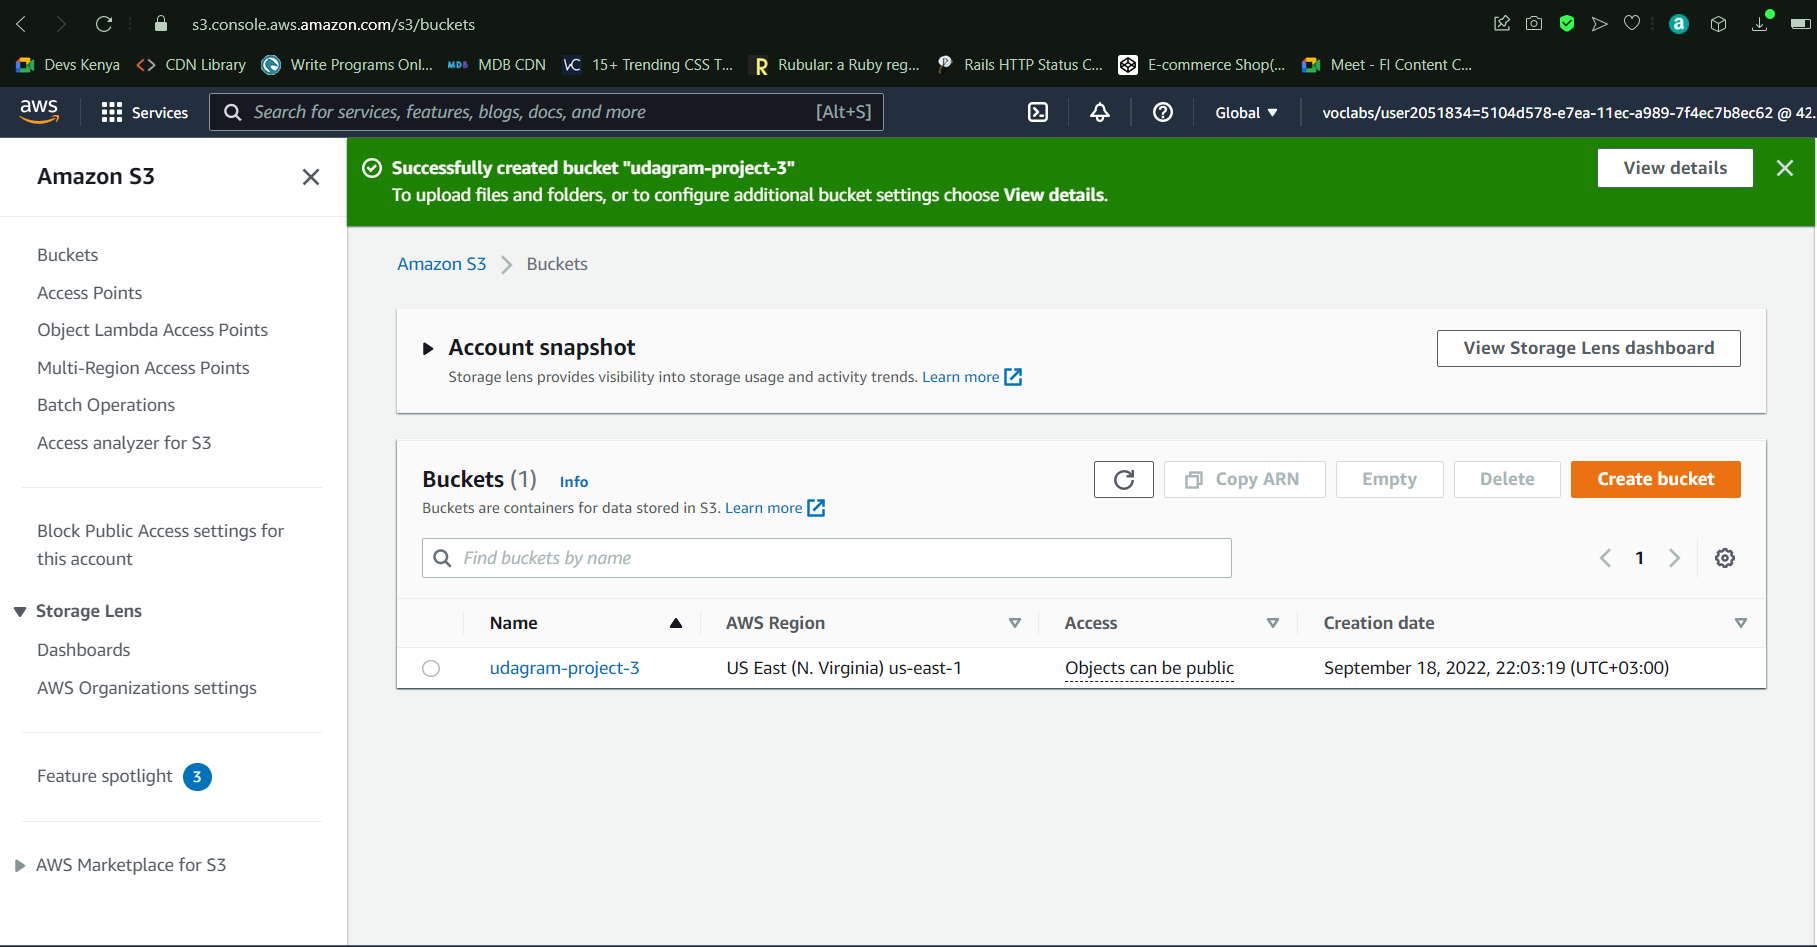 s3.console.aws.amazon.com/s3/buckets
Devs Kenya <> CDN Library Write Programs Onl... MDB MDB CDN VC 15+ Trending CSS T... R Rubular: a Ruby reg... Rails HTTP Status C... E-commerce Shop(... Meet - FI Content C...
aws Services Search for services, features, blogs, docs, and more [Alt+S] Global ▼ voclabs/user2051834=5104d578-e7ea-11ec-a989-7f4ec7b8ec62 @ 42...
Amazon S3
Buckets
Access Points
Object Lambda Access Points
Multi-Region Access Points
Batch Operations
Access analyzer for S3
Block Public Access settings for
this account
Storage Lens
Dashboards
AWS Organizations settings
Feature spotlight 3
AWS Marketplace for S3
Successfully created bucket "udagram-project-3"
To upload files and folders, or to configure additional bucket settings choose View details.
View details
Amazon S3 > Buckets
Account snapshot
Storage lens provides visibility into storage usage and activity trends. Learn more
View Storage Lens dashboard
Buckets (1) Info
Buckets are containers for data stored in S3. Learn more
Copy ARN Empty Delete Create bucket
Find buckets by name
1
Name AWS Region Access Creation date
udagram-project-3 US East (N. Virginia) us-east-1 Objects can be public September 18, 2022, 22:03:19 (UTC+03:00)